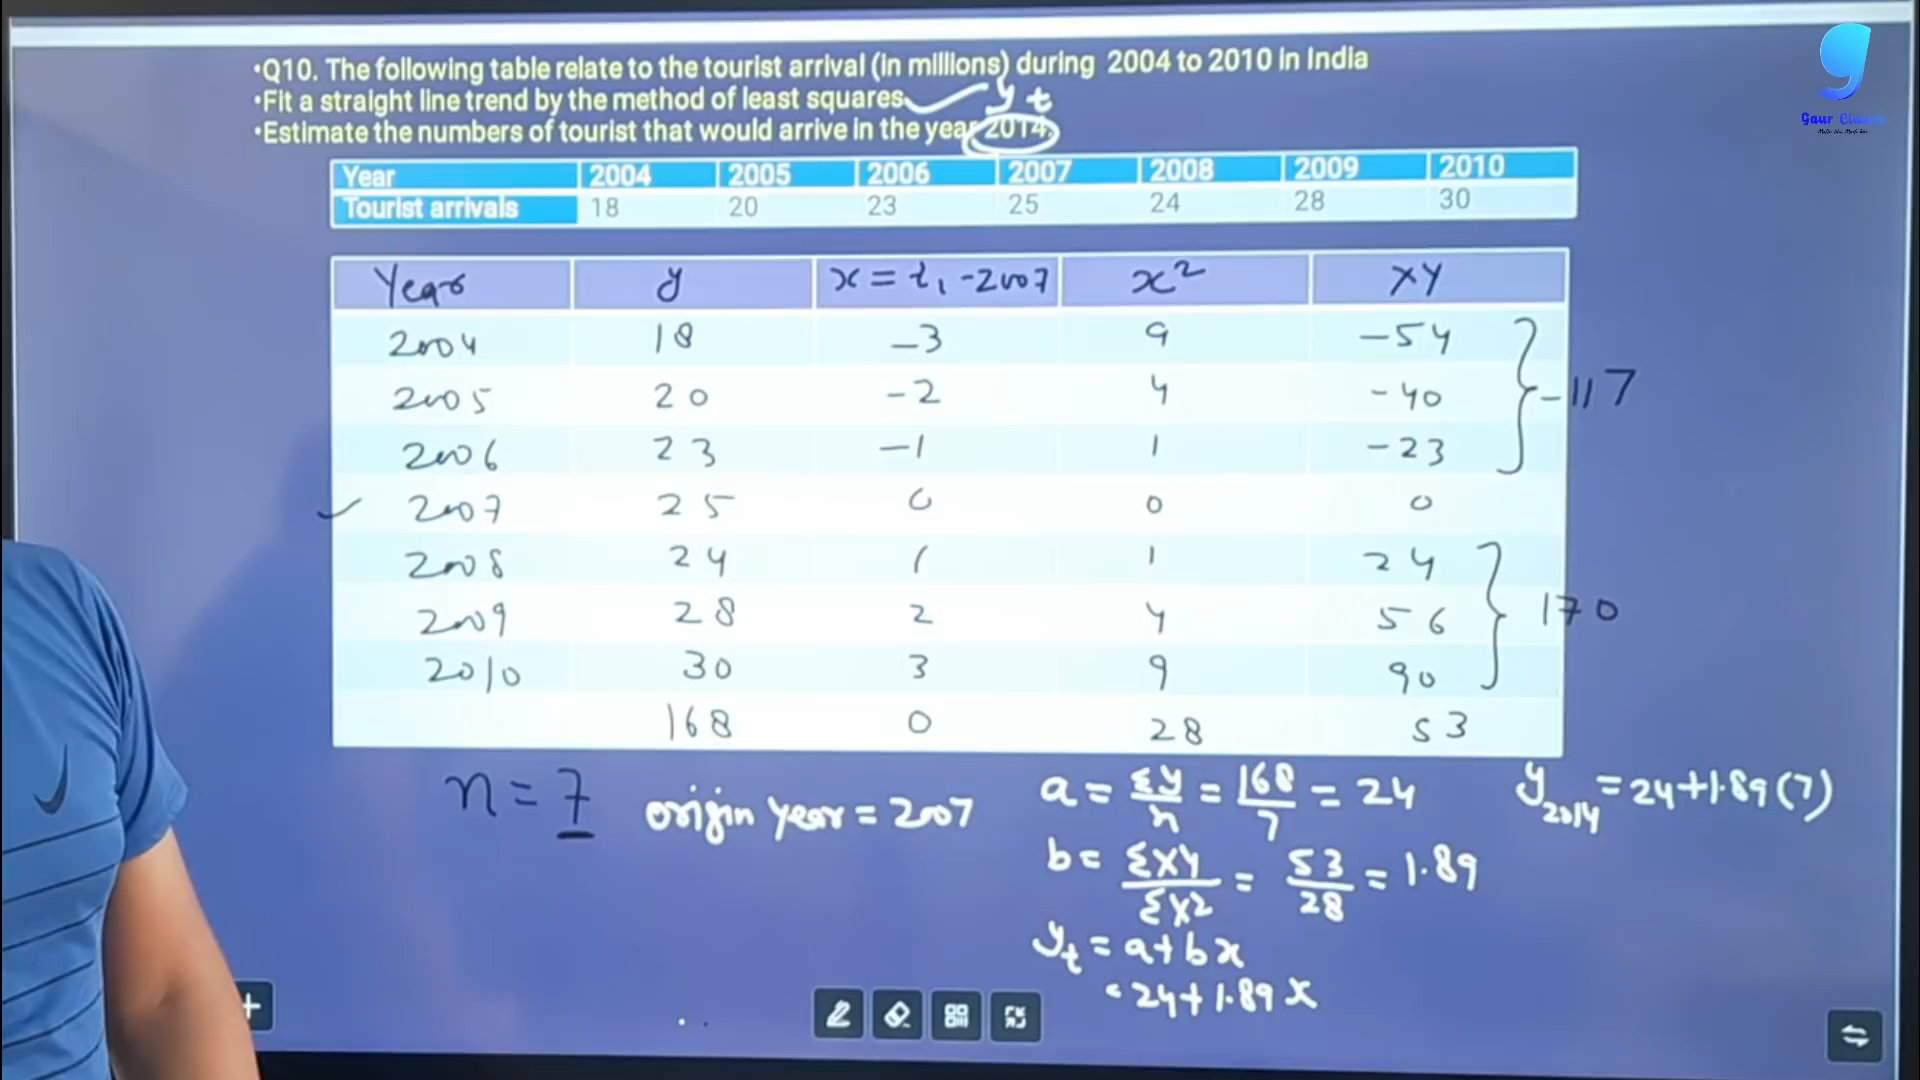 •Q10. The following table relate to the tourist arrival (in millions) during 2004 to 2010 in India
•Fit a straight line trend by the method of least squares.
y t
•Estimate the numbers of tourist that would arrive in the year 2014.
Gaur Classes
Year 2004 2005 2006 2007 2008 2009 2010
Tourist arrivals 18 20 23 25 24 28 30
Year y x = t, -2007 x² XY
2004 18 -3 9 -54
2005 20 -2 4 -40
-117
2006 23 -1 1 -23
2007 25 0 0 0
2008 24 1 1 24
2009 28 2 4 56
170
2010 30 3 9 90
168 0 28 53
n = 7
origin year = 2007
a = ΣY/n = 168/7 = 24
y2014 = 24+1.89(7)
b = ΣXY/ΣX2 = 53/28 = 1.89
yt = a+bx
= 24+1.89x